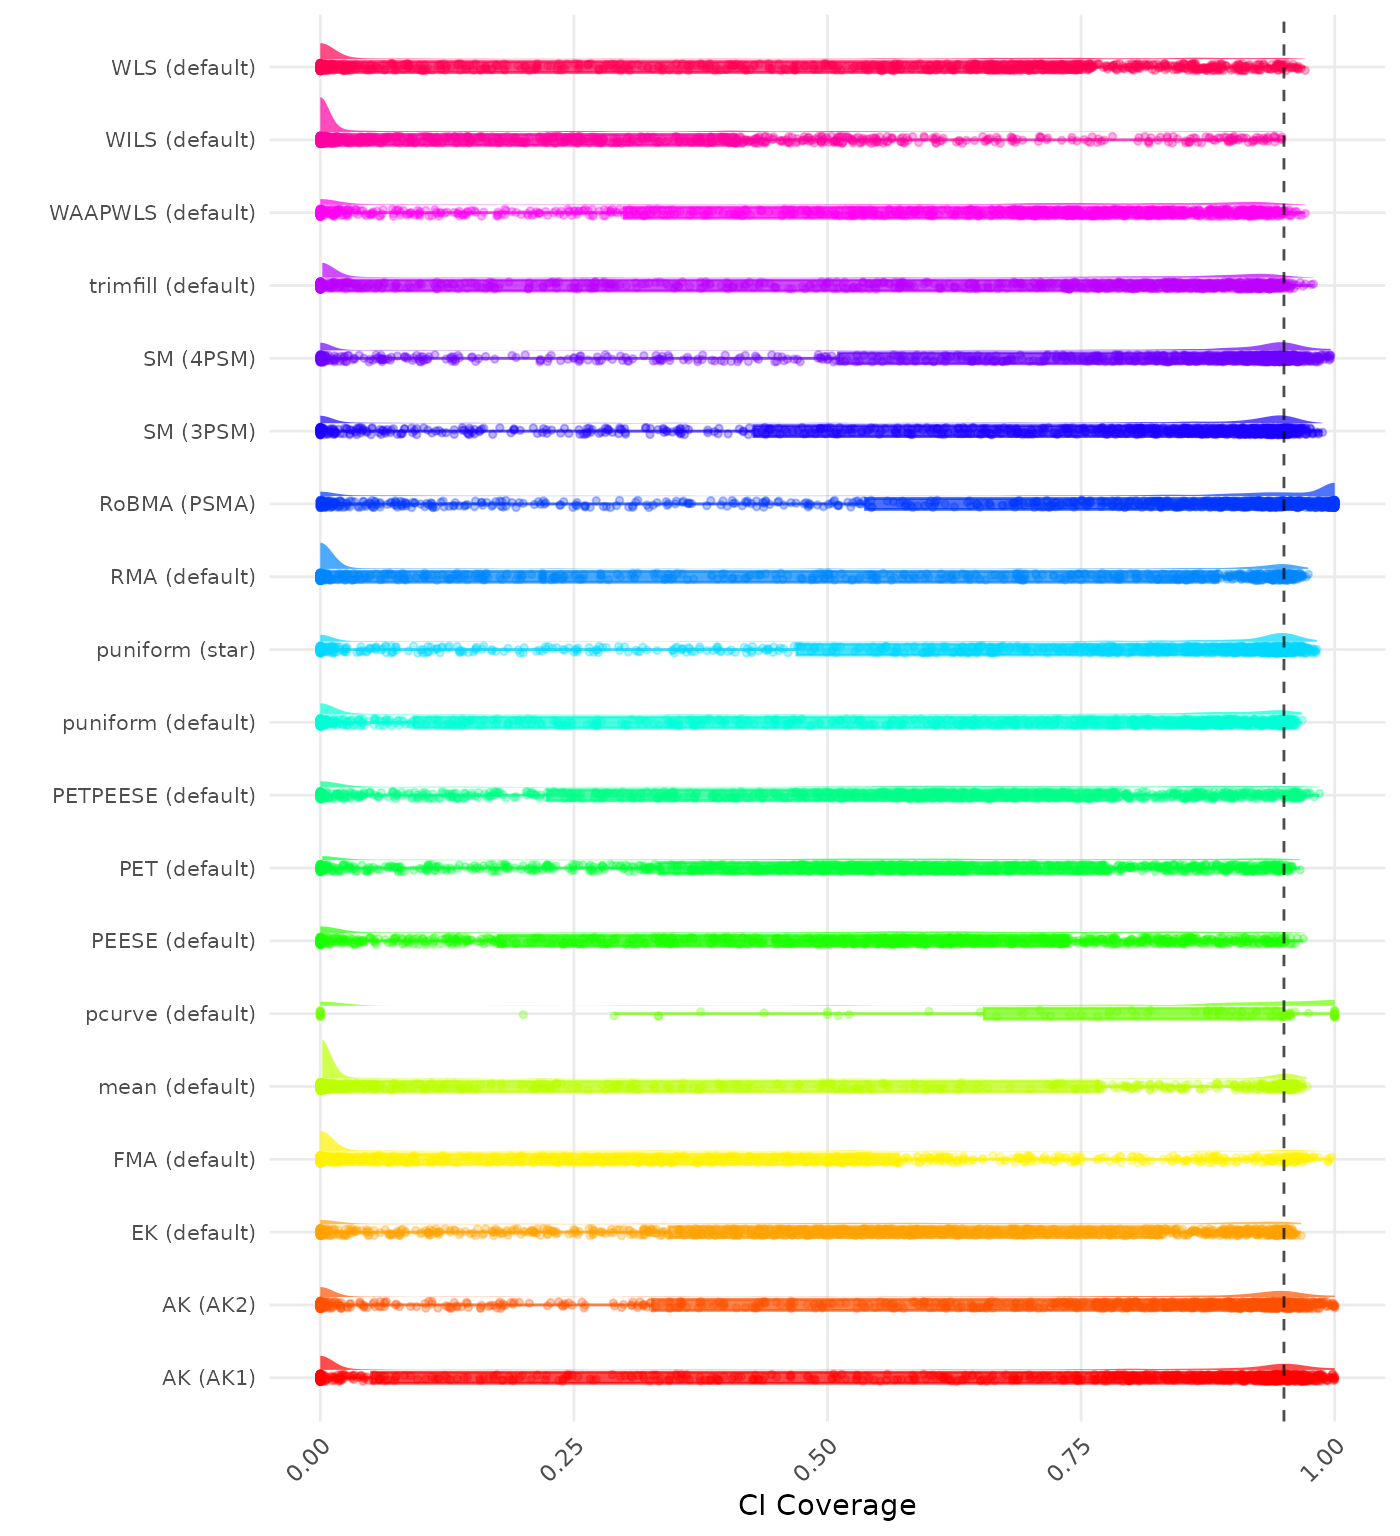 WLS (default)
WILS (default)
WAAPWLS (default)
trimfill (default)
SM (4PSM)
SM (3PSM)
RoBMA (PSMA)
RMA (default)
puniform (star)
puniform (default)
PETPEESE (default)
PET (default)
PEESE (default)
pcurve (default)
mean (default)
FMA (default)
EK (default)
AK (AK2)
AK (AK1)
0.00 0.25 0.50 0.75 1.00
CI Coverage